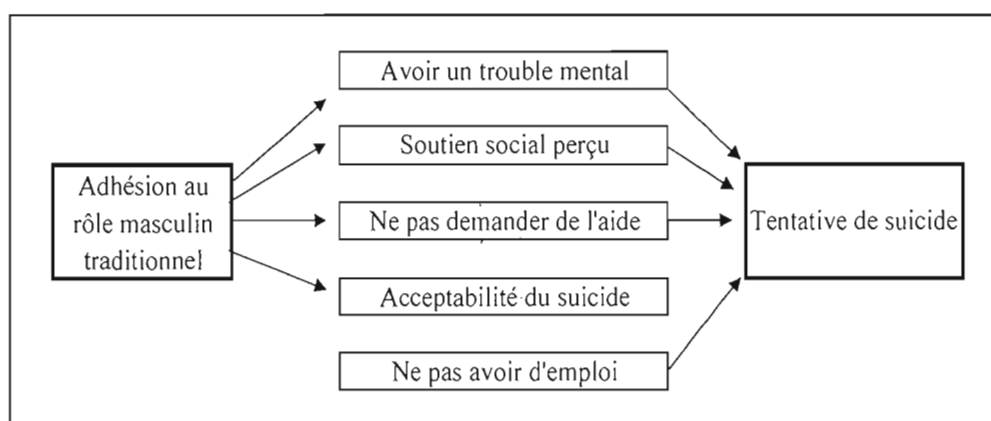 Avoir un trouble mental
Soutien social perçu
Adhésion au
rôle masculin
traditionnel
Ne pas demander de l'aide
Tentative de suicide
Acceptabilité du suicide
Ne pas avoir d'emploi